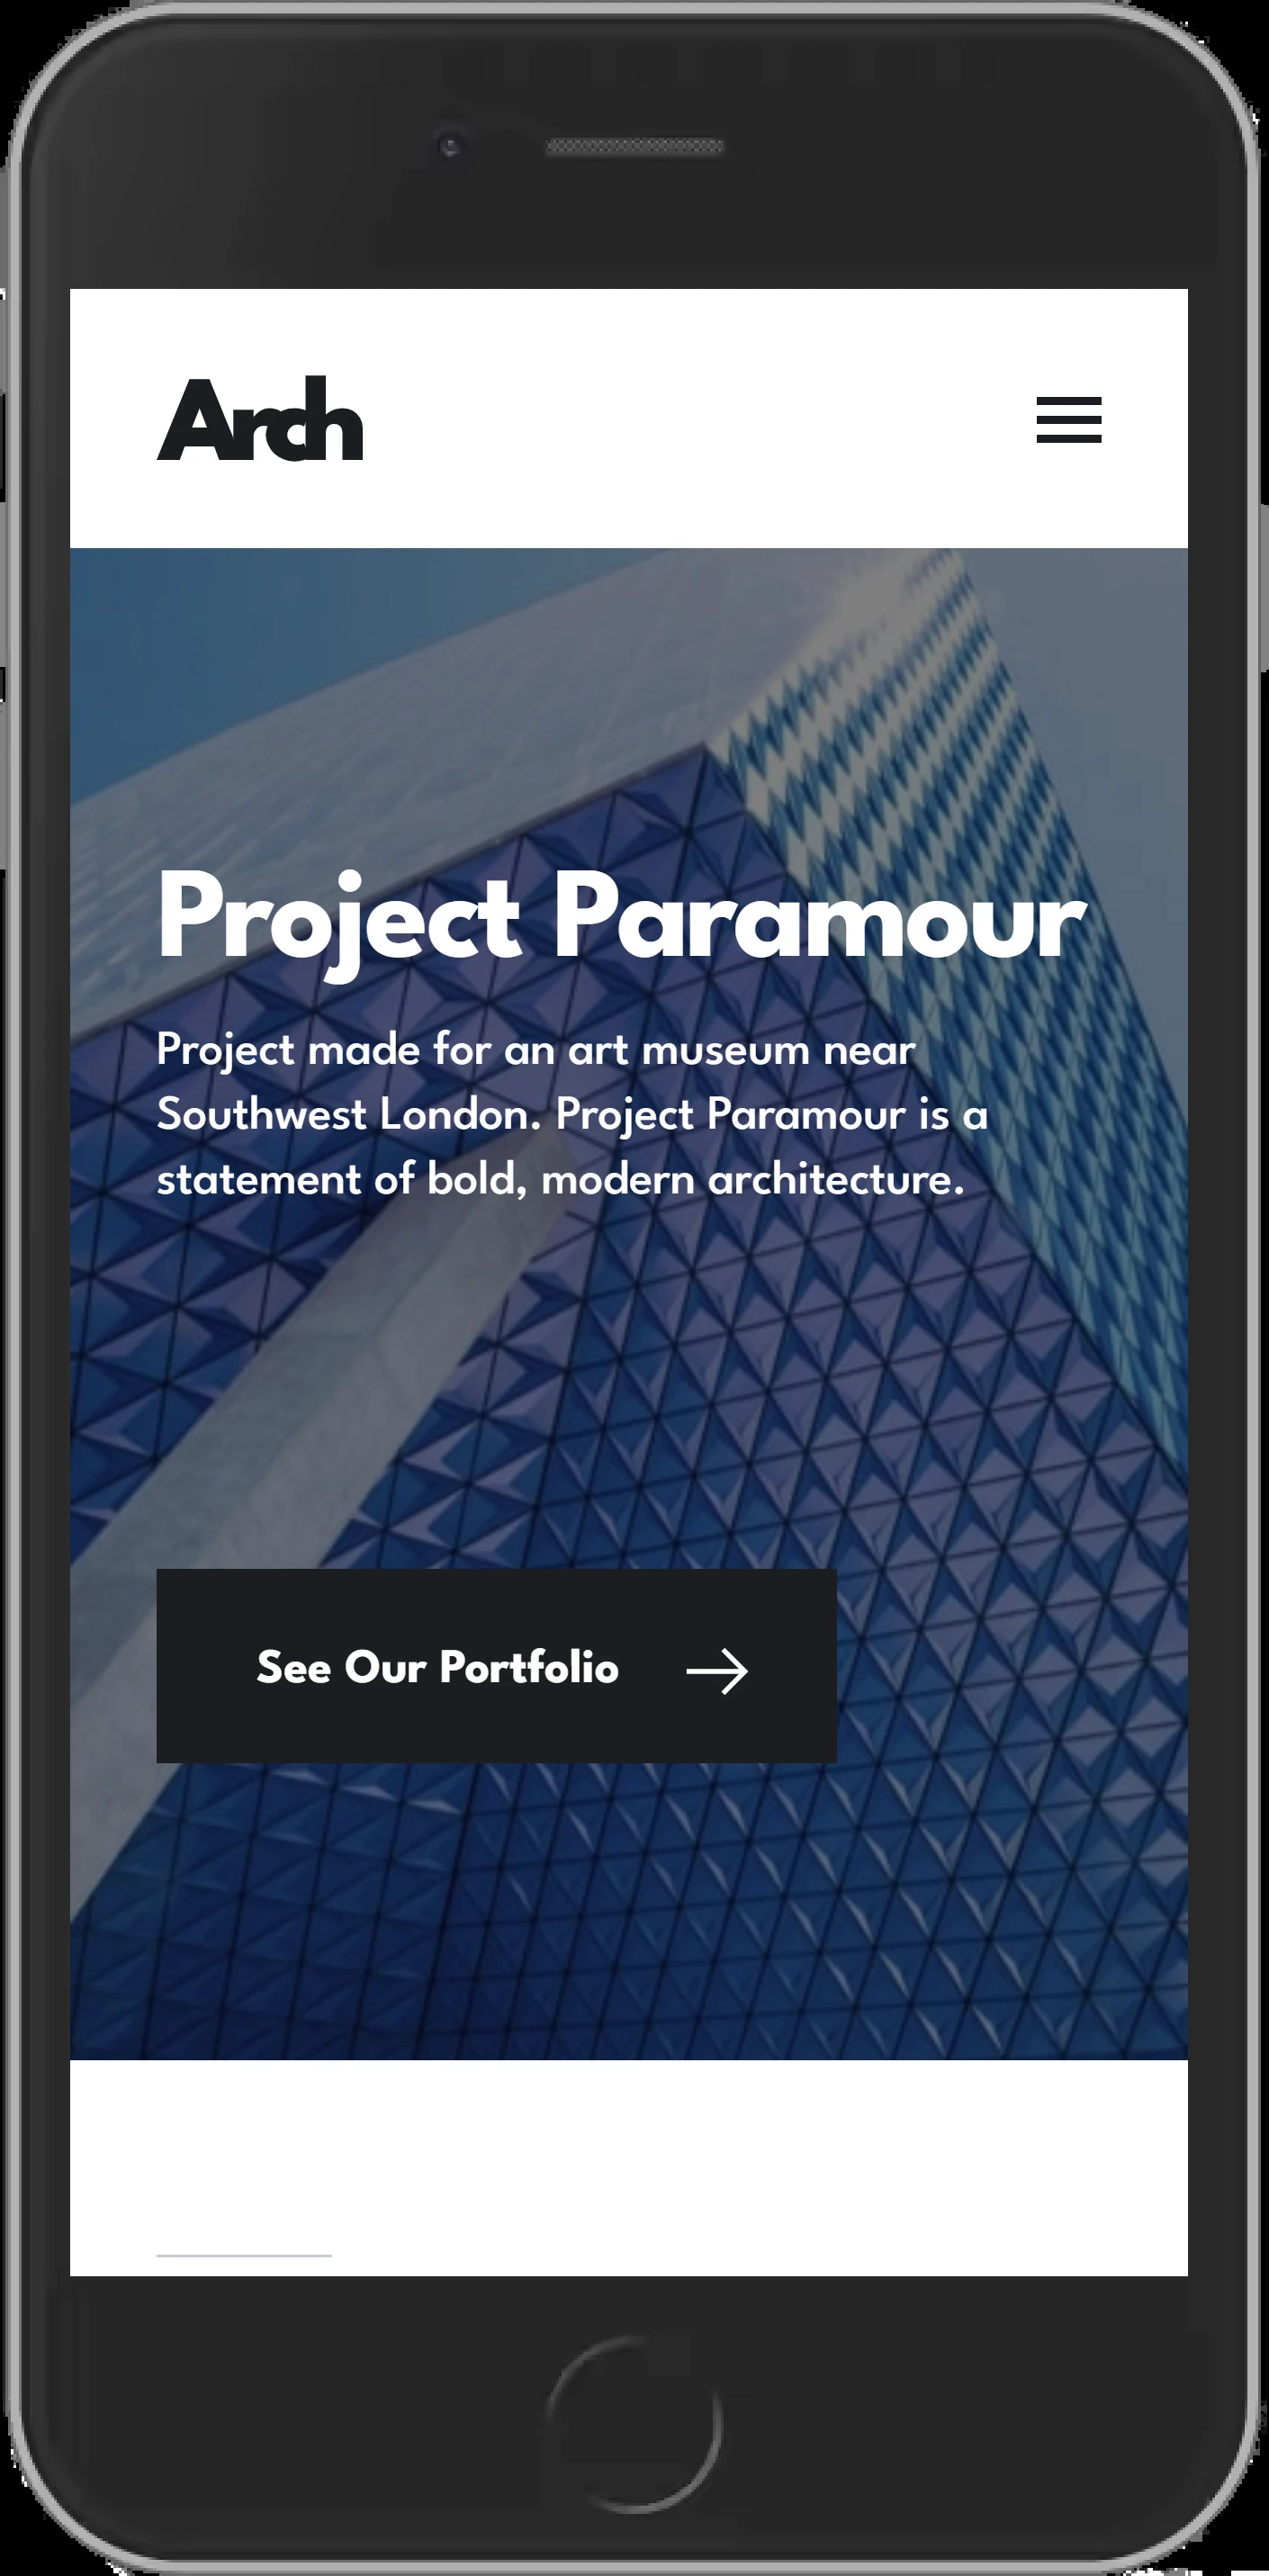 Arch
Project Paramour
Project made for an art museum near
Southwest London. Project Paramour is a
statement of bold, modern architecture.
See Our Portfolio